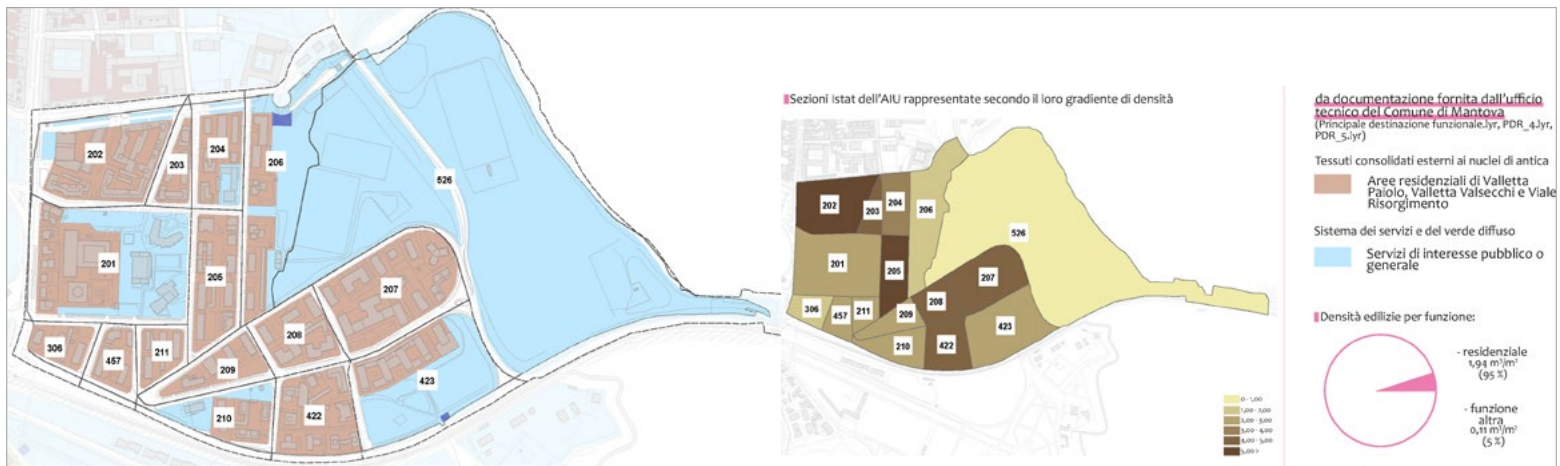 202
203
204
206
526
201
205
207
306
457
211
208
209
210
422
423
Sezioni Istat dell'AIU rappresentate secondo il loro gradiente di densità
202
203
204
206
526
201
205
207
306
457
211
209
208
423
210
422
0 - 1,00
1,00 - 2,00
2,00 - 3,00
3,00 - 4,00
4,00 - 5,00
5,00 >
da documentazione fornita dall'ufficio
tecnico del Comune di Mantova
(Principale destinazione funzionale.lyr, PDR_4.lyr,
PDR_5.lyr)
Tessuti consolidati esterni ai nuclei di antica
Aree residenziali di Valletta
Paiolo, Valletta Valsecchi e Viale
Risorgimento
Sistema dei servizi e del verde diffuso
Servizi di interesse pubblico o
generale
Densità edilizie per funzione:
- residenziale
1,94 m³/m²
(95 %)
- funzione
altra
0,11 m³/m²
(5 %)